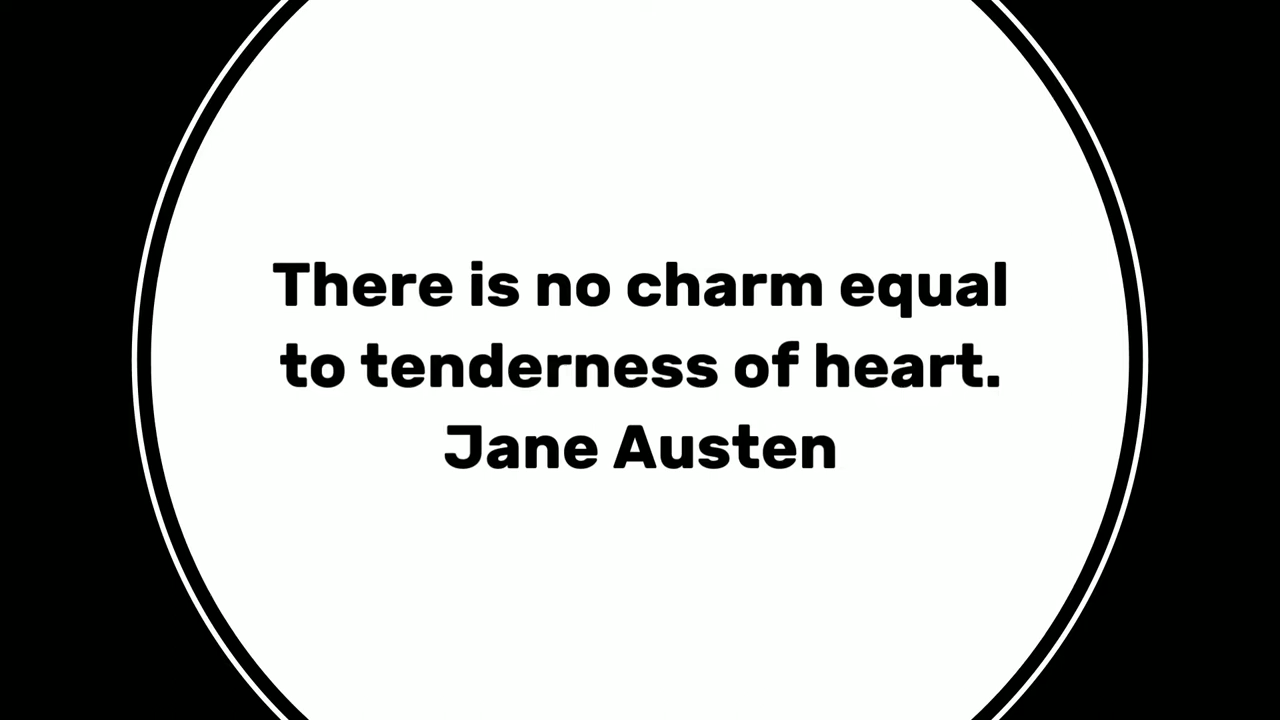 There is no charm equal
to tenderness of heart.
Jane Austen